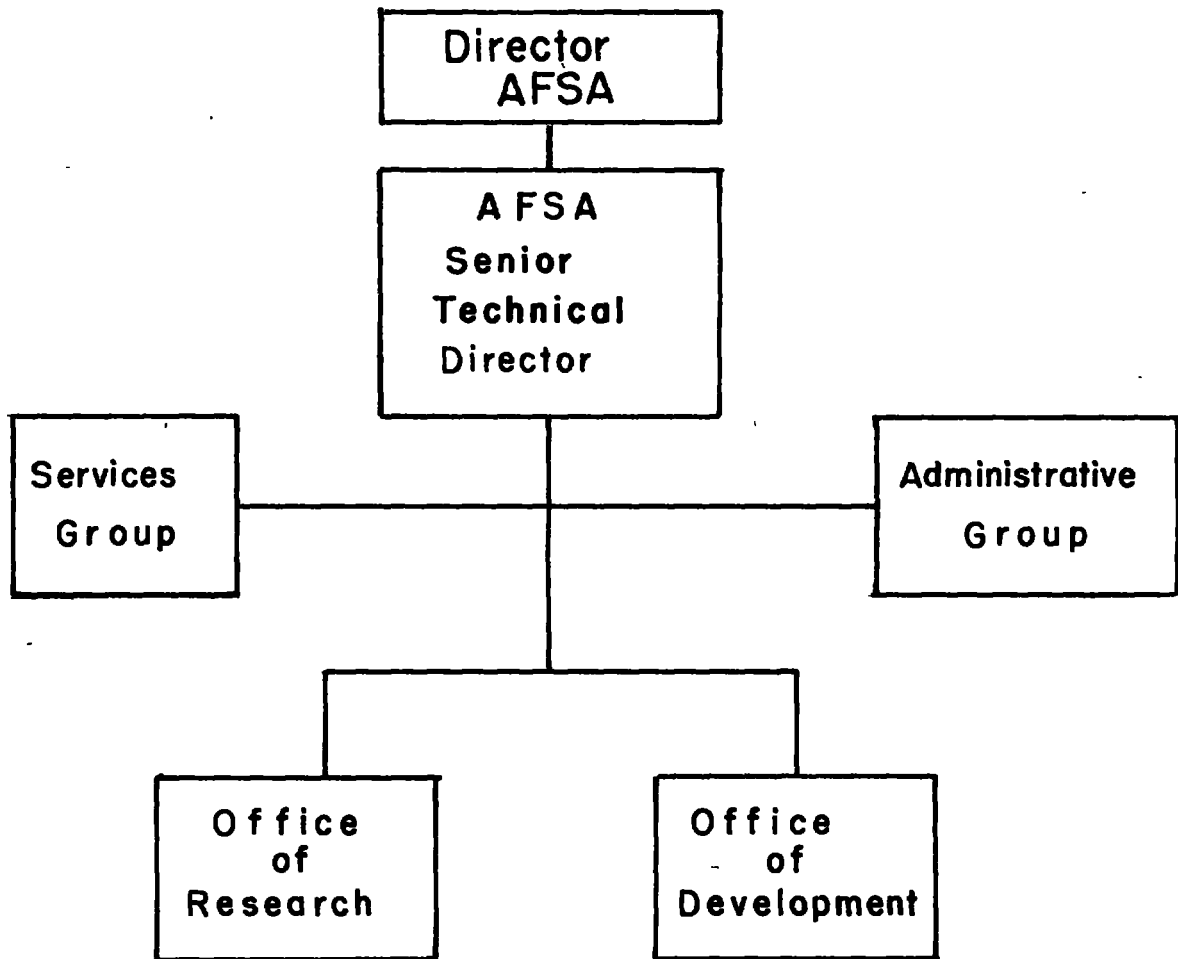 Director
AFSA
AFSA
Senior
Technical
Director
Services
Group
Administrative
Group
Office
of
Research
Office
of
Development